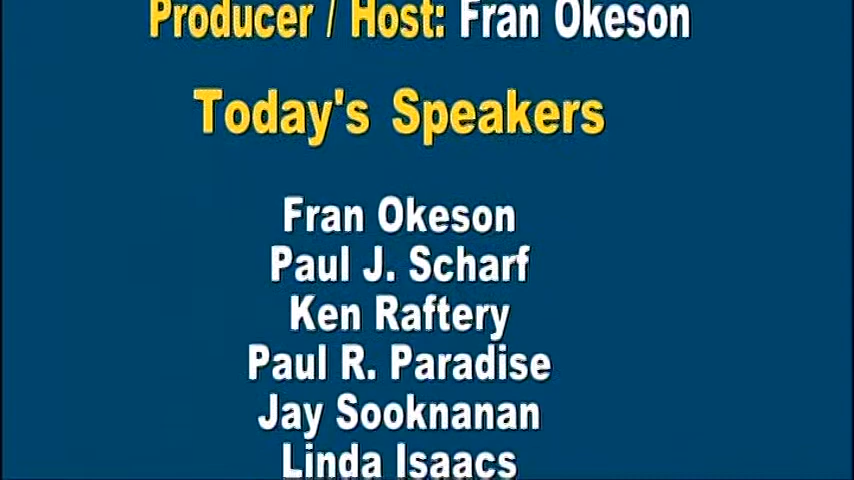 Producer / Host: Fran Okeson
Today's Speakers
Fran Okeson
Paul J. Scharf
Ken Raftery
Paul R. Paradise
Jay Sooknanan
Linda Isaacs